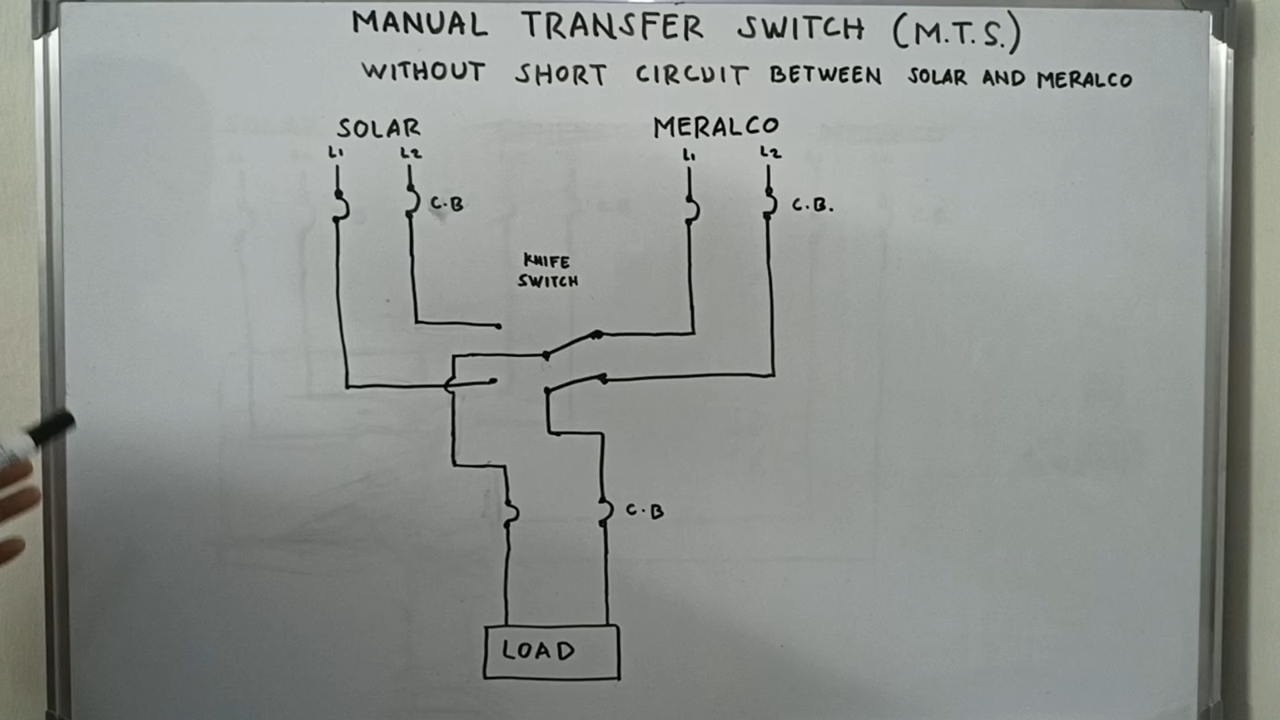 MANUAL TRANSFER SWITCH (M.T.S.)
WITHOUT SHORT CIRCUIT BETWEEN SOLAR AND MERALCO
SOLAR MERALCO
L1 L2 L1 L2
C.B C.B.
KNIFE
SWITCH
C.B
LOAD